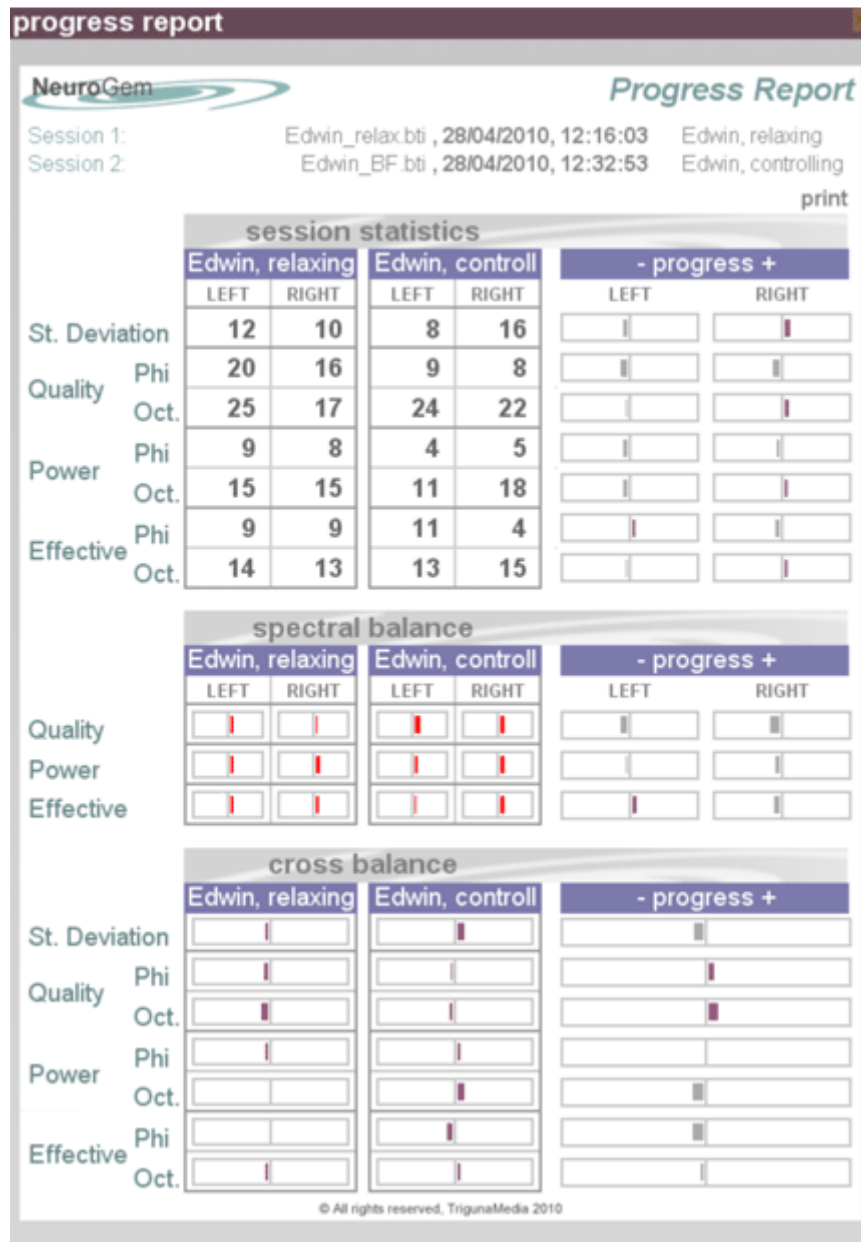 progress report
NeuroGem Progress Report
Session 1: Edwin_relax.bti , 28/04/2010, 12:16:03 Edwin, relaxing
Session 2: Edwin_BF.bti , 28/04/2010, 12:32:53 Edwin, controlling
print
session statistics
Edwin, relaxing Edwin, controll - progress +
LEFT RIGHT LEFT RIGHT LEFT RIGHT
St. Deviation 12 10 8 16
Quality Phi 20 16 9 8
Oct. 25 17 24 22
Power Phi 9 8 4 5
Oct. 15 15 11 18
Effective Phi 9 9 11 4
Oct. 14 13 13 15
spectral balance
Edwin, relaxing Edwin, controll - progress +
LEFT RIGHT LEFT RIGHT LEFT RIGHT
Quality
Power
Effective
cross balance
Edwin, relaxing Edwin, controll - progress +
St. Deviation
Quality Phi
Oct.
Power Phi
Oct.
Effective Phi
Oct.
© All rights reserved, TrigunaMedia 2010